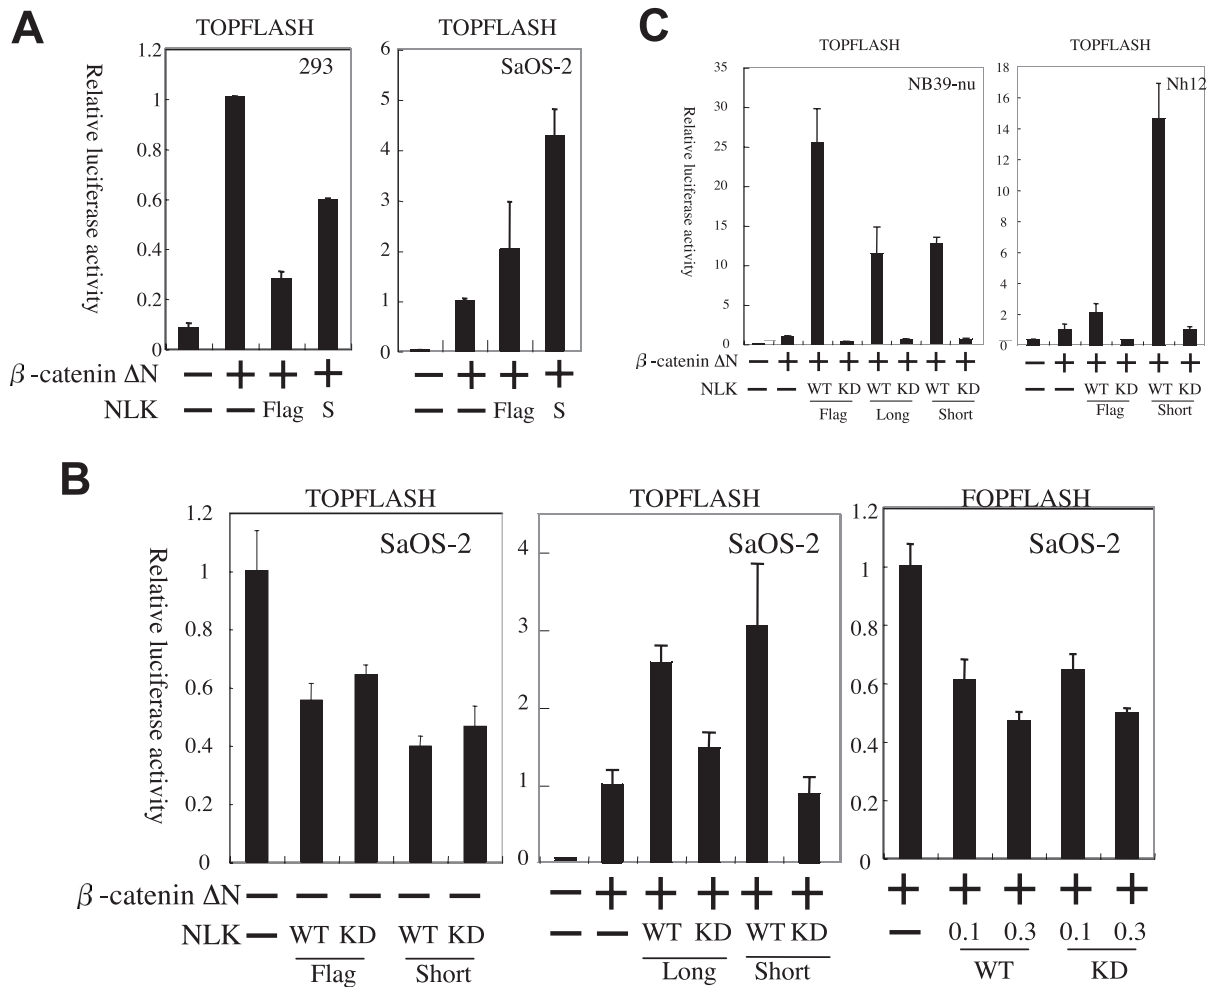 A
TOPFLASH
TOPFLASH
Relative luciferase activity
1.2
1
0.8
0.6
0.4
0.2
0
293
6
5
4
3
2
1
0
SaOS-2
β-catenin ΔN − + + + − + + +
NLK − − Flag S − − Flag S
C
TOPFLASH
TOPFLASH
Relative luciferase activity
35
30
25
20
15
10
5
0
NB39-nu
18
16
14
12
10
8
6
4
2
0
Nh12
β-catenin ΔN − + + + + + + + − + + + + +
NLK − − WT KD WT KD WT KD − − WT KD WT KD
Flag Long Short Flag Short
B
TOPFLASH
TOPFLASH
FOPFLASH
Relative luciferase activity
1.2
1
0.8
0.6
0.4
0.2
0
SaOS-2
4
3
2
1
0
SaOS-2
1.2
1
0.8
0.6
0.4
0.2
0
SaOS-2
β-catenin ΔN − − − − − − + + + + + + + + + +
NLK − WT KD WT KD − − WT KD WT KD − 0.1 0.3 0.1 0.3
Flag Short Long Short WT KD